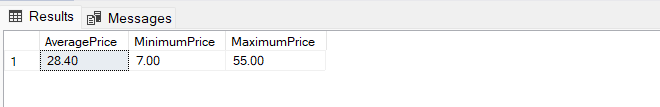 Results Messages
AveragePrice MinimumPrice MaximumPrice
1 28.40 7.00 55.00